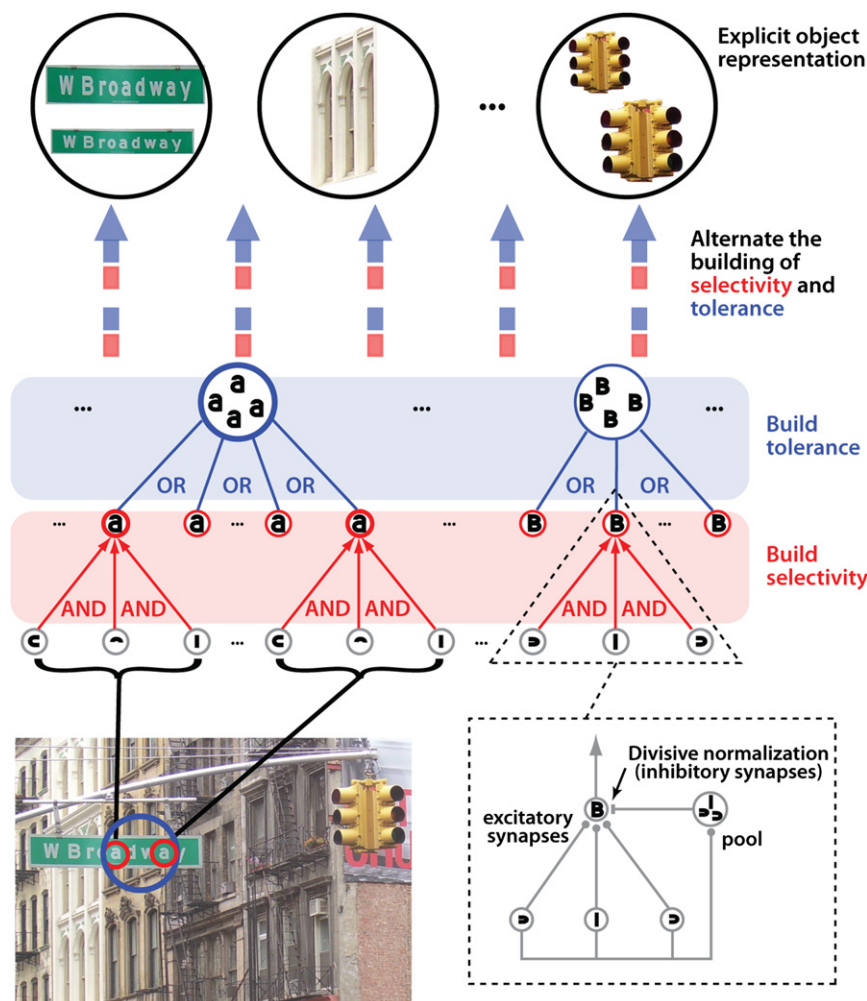 Explicit object
representation
W Broadway
W Broadway
...
Alternate the
building of
selectivity and
tolerance
... a a a a ... B B B B ...
Build
tolerance
OR OR OR OR OR
... a a ... a a ... B B ... B
Build
selectivity
AND AND AND AND AND AND
... ... ...
Divisive normalization
(inhibitory synapses)
excitatory
synapses
B
pool
W Broadway